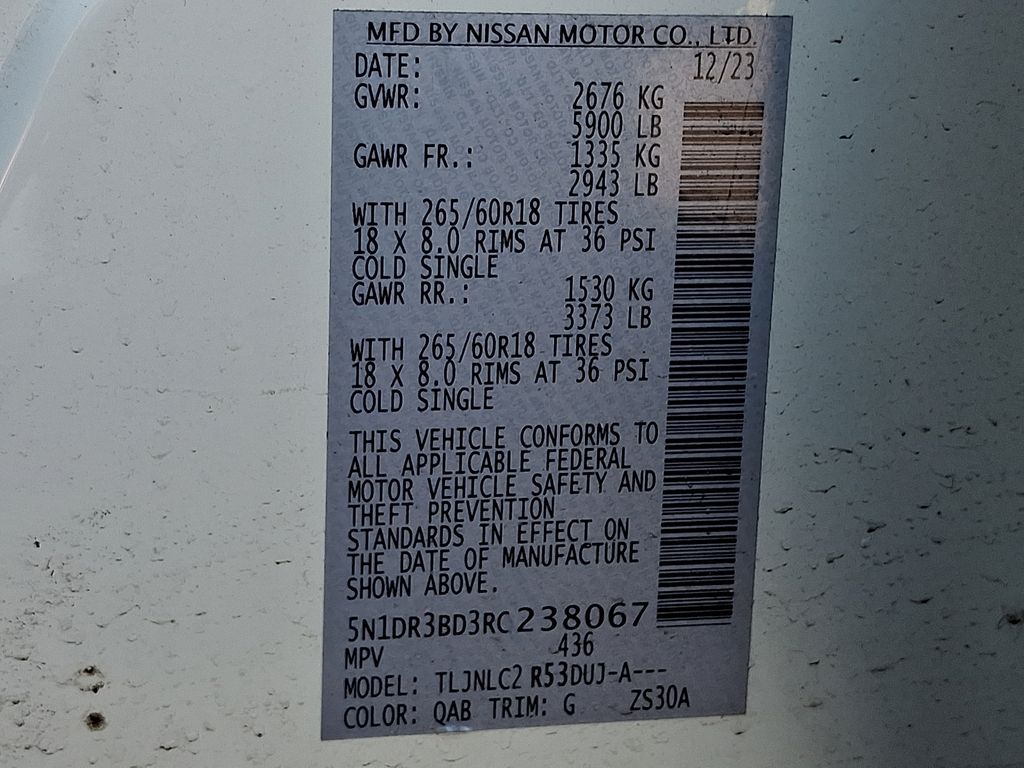 MFD BY NISSAN MOTOR CO., LTD.
DATE: 12/23
GVWR: 2676 KG
5900 LB
GAWR FR.: 1335 KG
2943 LB
WITH 265/60R18 TIRES
18 X 8.0 RIMS AT 36 PSI
COLD SINGLE
GAWR RR.: 1530 KG
3373 LB
WITH 265/60R18 TIRES
18 X 8.0 RIMS AT 36 PSI
COLD SINGLE
THIS VEHICLE CONFORMS TO
ALL APPLICABLE FEDERAL
MOTOR VEHICLE SAFETY AND
THEFT PREVENTION
STANDARDS IN EFFECT ON
THE DATE OF MANUFACTURE
SHOWN ABOVE.
5N1DR3BD3RC238067
MPV 436
MODEL: TLJNLC2 R53DUJ-A---
COLOR: QAB TRIM: G ZS30A